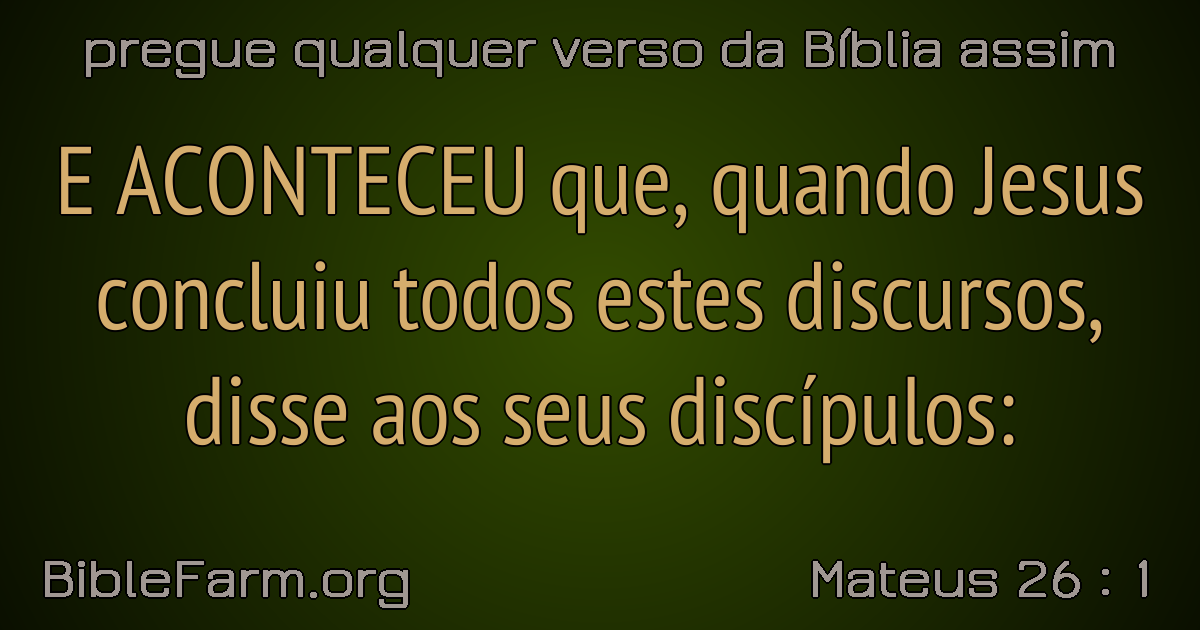 pregue qualquer verso da Bíblia assim
E ACONTECEU que, quando Jesus
concluiu todos estes discursos,
disse aos seus discípulos:
BibleFarm.org
Mateus 26 : 1